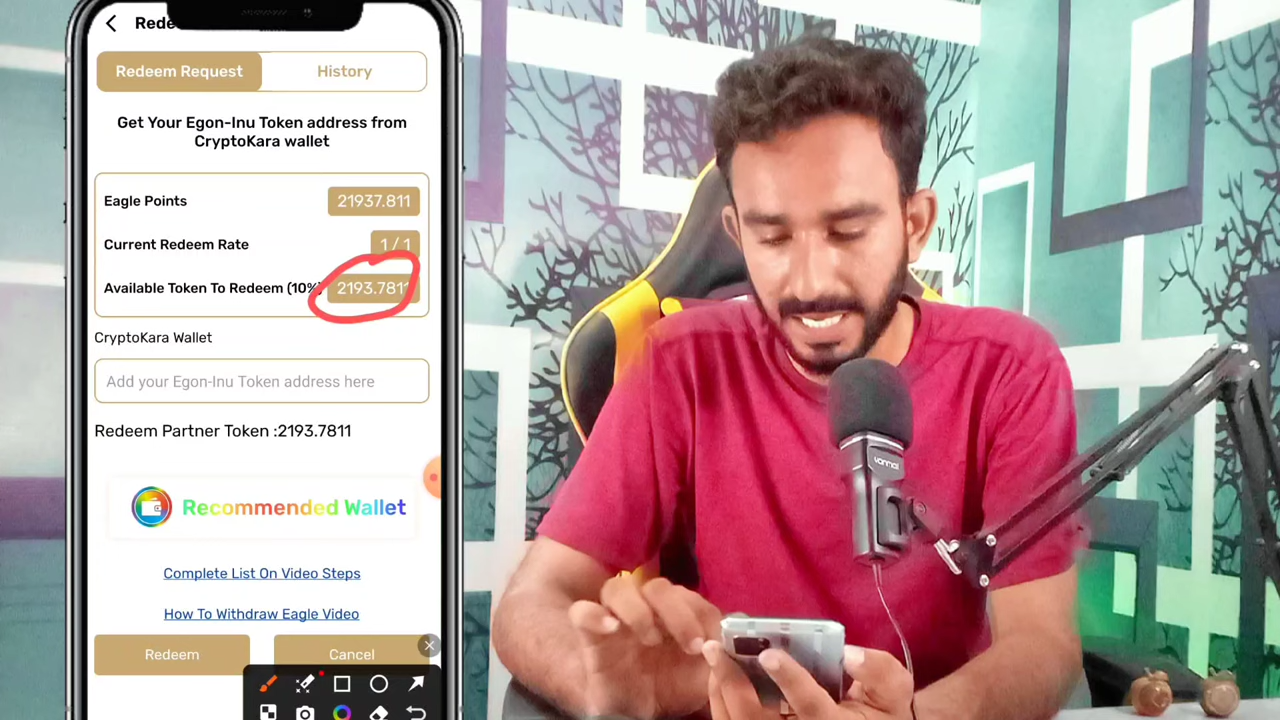 Rede
Redeem Request
History
Get Your Egon-Inu Token address from
CryptoKara wallet
Eagle Points
21937.811
Current Redeem Rate
1 / 1
Available Token To Redeem (10%)
2193.7811
CryptoKara Wallet
Add your Egon-Inu Token address here
Redeem Partner Token :2193.7811
Recommended Wallet
Complete List On Video Steps
How To Withdraw Eagle Video
Redeem
Cancel
vonmax